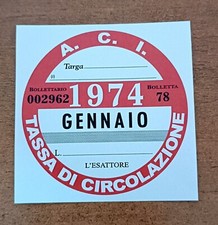 A. C. I.
Targa
BOLLETTARIO
BOLLETTA
002962
1974
78
GENNAIO
L.
L'ESATTORE
TASSA DI CIRCOLAZIONE